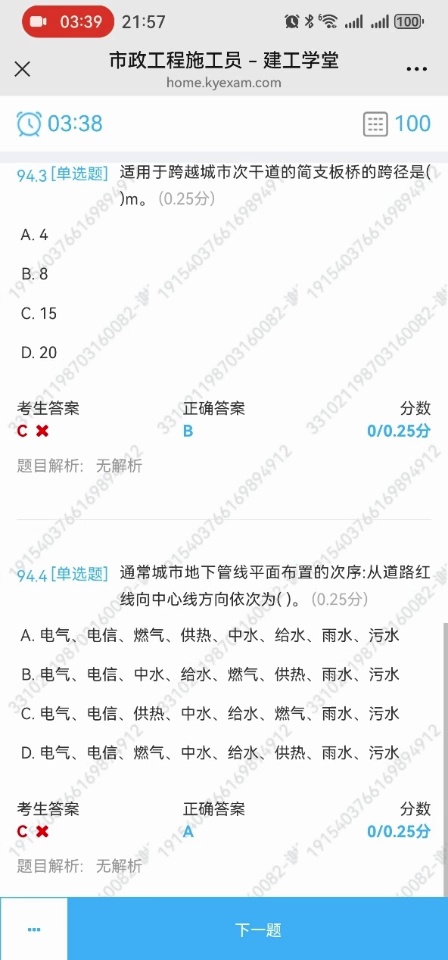 03:39 21:57 100
市政工程施工员 – 建工学堂
home.kyexam.com
03:38 100
94.3 [单选题] 适用于跨越城市次干道的简支板桥的跨径是(
)m。 (0.25分)
A. 4
B. 8
C. 15
D. 20
考生答案 正确答案 分数
C ✖ B 0/0.25分
题目解析: 无解析
94.4 [单选题] 通常城市地下管线平面布置的次序:从道路红
线向中心线方向依次为( )。 (0.25分)
A. 电气、电信、燃气、供热、中水、给水、雨水、污水
B. 电气、电信、中水、给水、燃气、供热、雨水、污水
C. 电气、电信、供热、中水、给水、燃气、雨水、污水
D. 电气、电信、燃气、中水、给水、供热、雨水、污水
考生答案 正确答案 分数
C ✖ A 0/0.25分
题目解析: 无解析
下一题